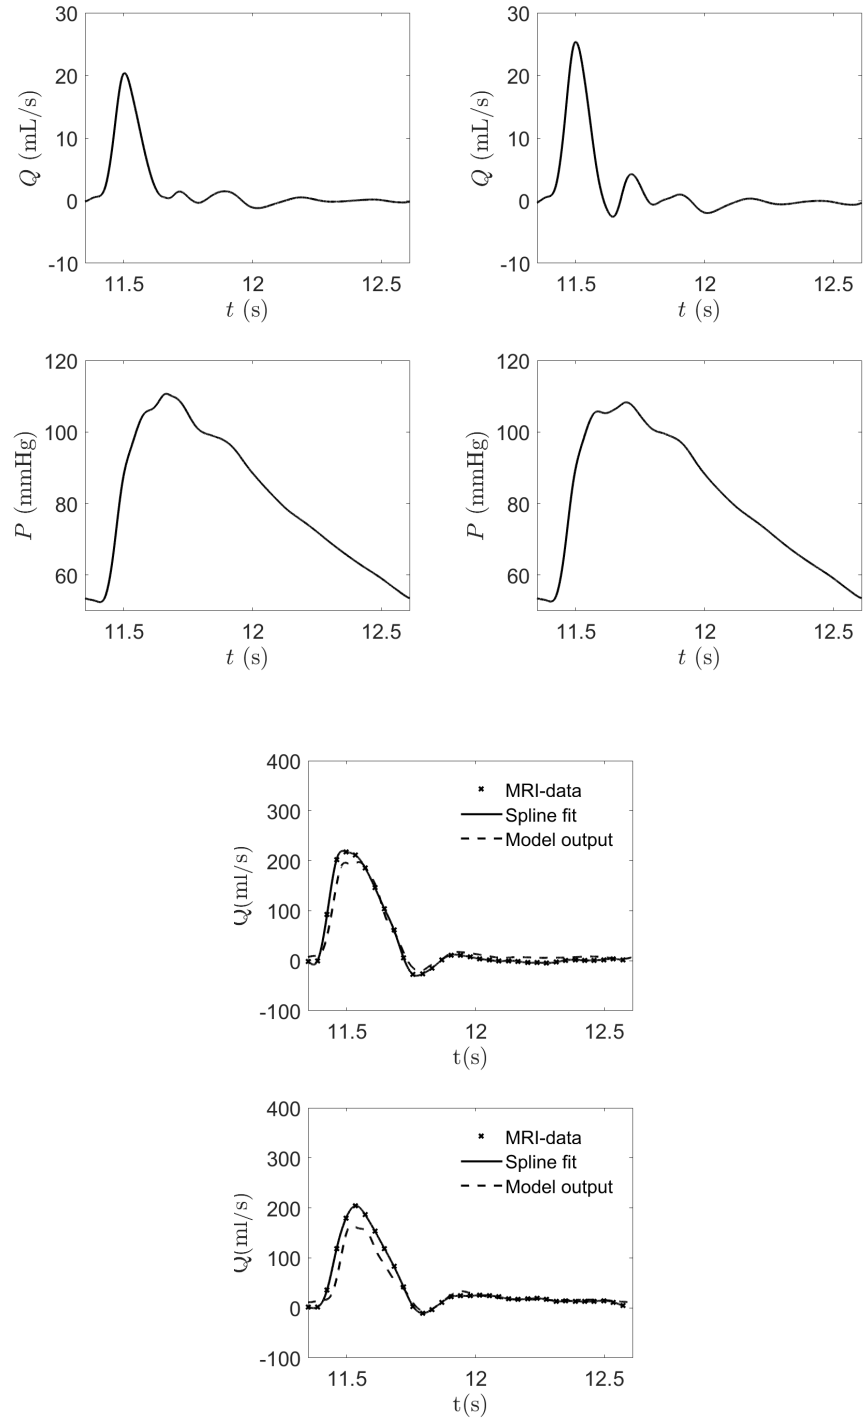 30
20
10
0
-10
Q (mL/s)
11.5 12 12.5
t (s)
30
20
10
0
-10
Q (mL/s)
11.5 12 12.5
t (s)
120
100
80
60
P (mmHg)
11.5 12 12.5
t (s)
120
100
80
60
P (mmHg)
11.5 12 12.5
t (s)
400
300
200
100
0
-100
Q(ml/s)
MRI-data
Spline fit
Model output
11.5 12 12.5
t(s)
400
300
200
100
0
-100
Q(ml/s)
MRI-data
Spline fit
Model output
11.5 12 12.5
t(s)